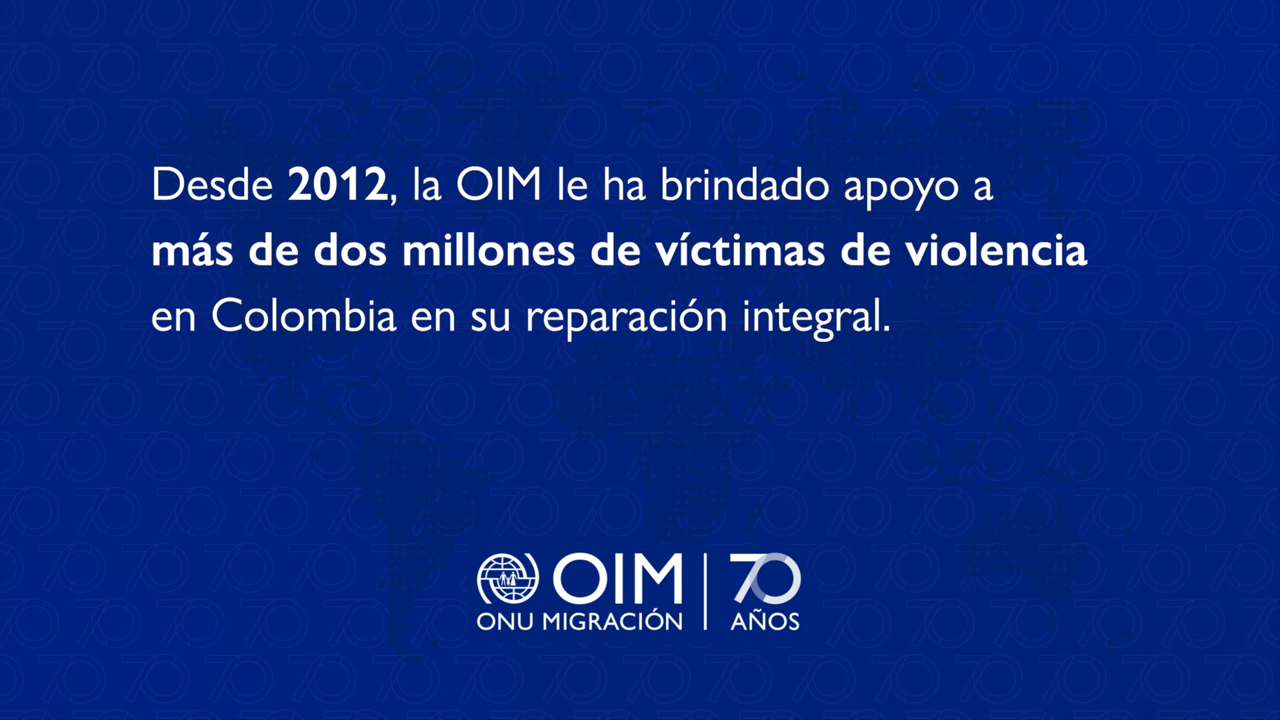 Desde 2012, la OIM le ha brindado apoyo a
más de dos millones de víctimas de violencia
en Colombia en su reparación integral.
OIM
ONU MIGRACIÓN
70
AÑOS